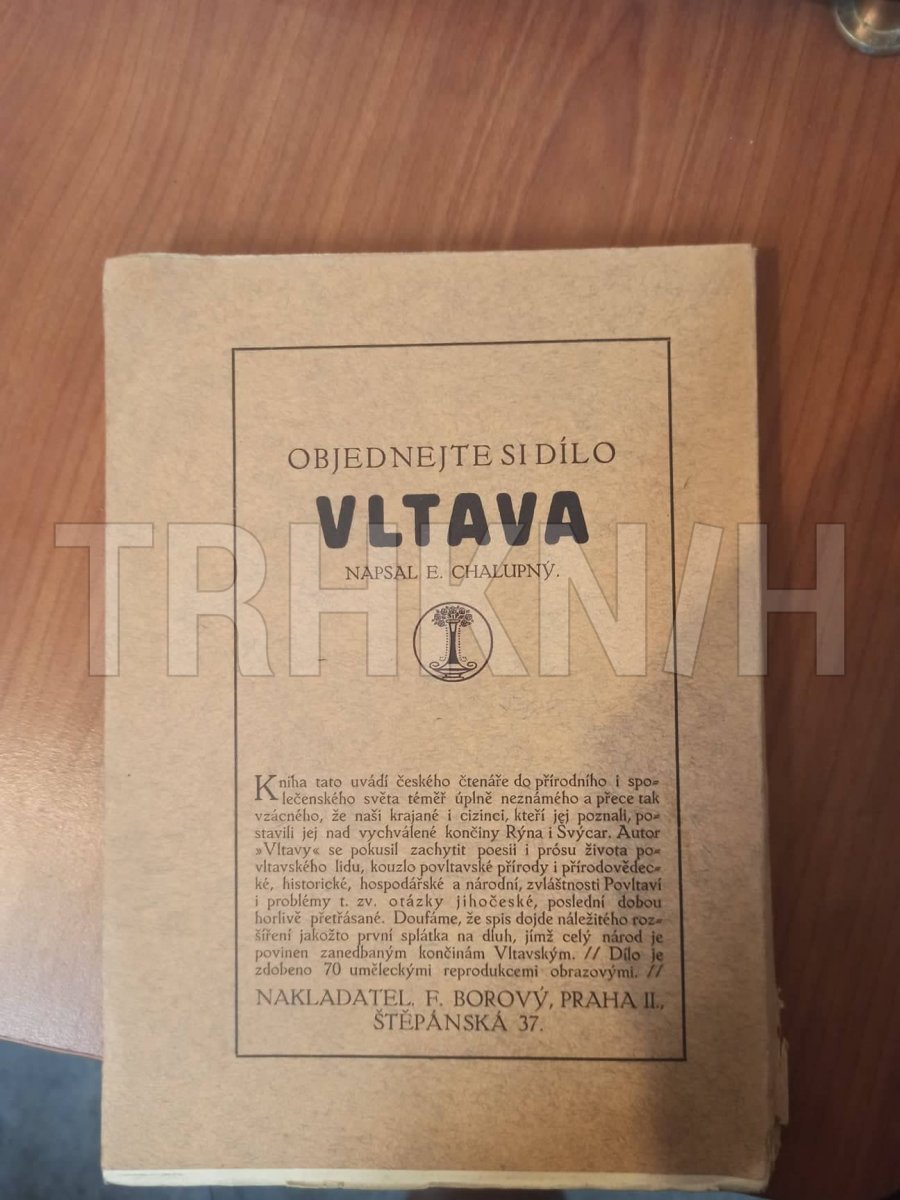 OBJEDNEJTE SI DÍLO
VLTAVA
NAPSAL E. CHALUPNÝ.
TRHKNIH
Kniha tato uvádí českého čtenáře do přírodního i spo=
lečenského světa téměř úplně neznámého a přece tak
vzácného, že naši krajané i cizinci, kteří jej poznali, po=
stavili jej nad vychválené končiny Rýna i Švýcar. Autor
»Vltavy« se pokusil zachytit poesii i prósu života po=
vltavského lidu, kouzlo povltavské přírody i přírodovědec=
ké, historické, hospodářské a národní, zvláštnosti Povltaví
i problémy t. zv. otázky jihočeské, poslední dobou
horlivě přetřásané. Doufáme, že spis dojde náležitého roz=
šíření jakožto první splátka na dluh, jímž celý národ je
povinen zanedbaným končinám Vltavským. // Dílo je
zdobeno 70 uměleckými reprodukcemi obrazovými. //
NAKLADATEL. F. BOROVÝ, PRAHA II.,
ŠTĚPÁNSKÁ 37.